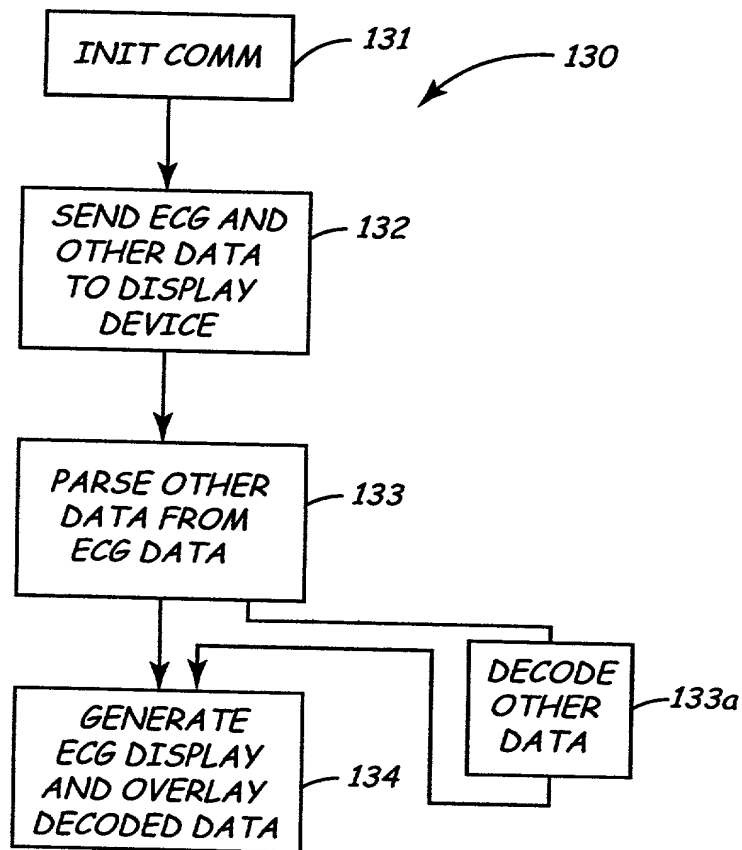 INIT COMM
131
130
SEND ECG AND
OTHER DATA
TO DISPLAY
DEVICE
132
PARSE OTHER
DATA FROM
ECG DATA
133
DECODE
OTHER
DATA
133a
GENERATE
ECG DISPLAY
AND OVERLAY
DECODED DATA
134